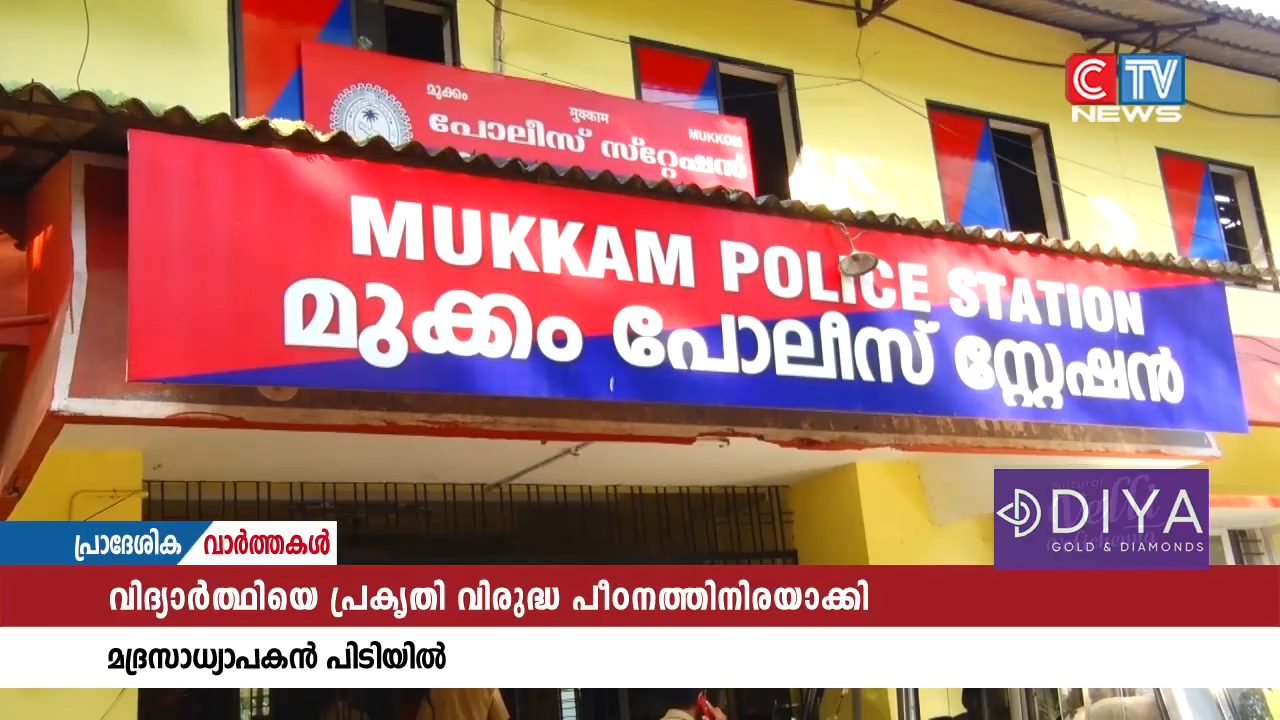 മുക്കം
मुक्काम
MUKKOM
പോലീസ് സ്റ്റേഷൻ
C TV
NEWS
MUKKAM POLICE STATION
മുക്കം പോലീസ് സ്റ്റേഷൻ
DIYA
GOLD & DIAMONDS
പ്രാദേശിക വാർത്തകൾ
വിദ്യാർത്ഥിയെ പ്രകൃതി വിരുദ്ധ പീഠനത്തിനിരയാക്കി
മദ്രസാധ്യാപകൻ പിടിയിൽ